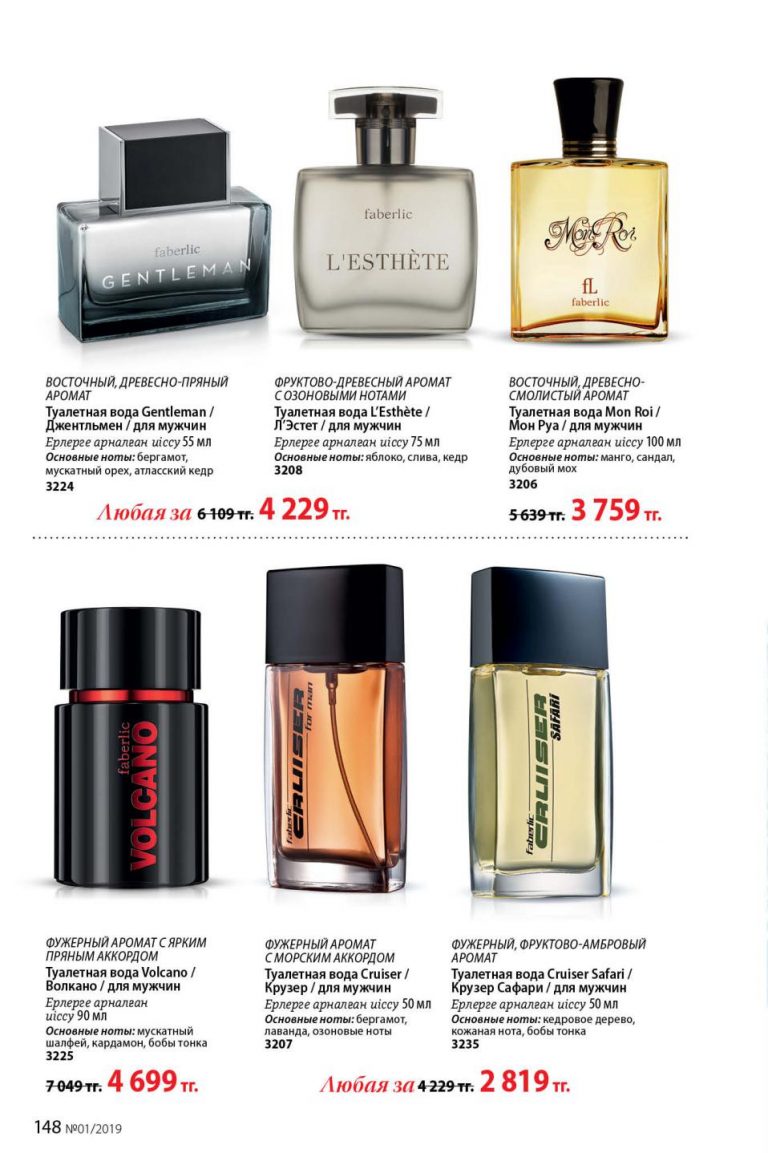 faberlic
GENTLEMAN
faberlic
L'ESTHÈTE
Mon Roi
fL
faberlic
ВОСТОЧНЫЙ, ДРЕВЕСНО-ПРЯНЫЙ
АРОМАТ
Туалетная вода Gentleman /
Джентльмен / для мужчин
Ерлерге арналған иіссу 55 мл
Основные ноты: бергамот,
мускатный орех, атласский кедр
3224
ФРУКТОВО-ДРЕВЕСНЫЙ АРОМАТ
С ОЗОНОВЫМИ НОТАМИ
Туалетная вода L’Esthète /
Л’Эстет / для мужчин
Ерлерге арналған иіссу 75 мл
Основные ноты: яблоко, слива, кедр
3208
ВОСТОЧНЫЙ, ДРЕВЕСНО-
СМОЛИСТЫЙ АРОМАТ
Туалетная вода Mon Roi /
Мон Руа / для мужчин
Ерлерге арналған иіссу 100 мл
Основные ноты: манго, сандал,
дубовый мох
3206
Любая за 6 109 тг. 4 229 тг.
5 639 тг. 3 759 тг.
faberlic
VOLCANO
faberlic
CRUISER
for man
faberlic
CRUISER
SAFARI
ФУЖЕРНЫЙ АРОМАТ С ЯРКИМ
ПРЯНЫМ АККОРДОМ
Туалетная вода Volcano /
Волкано / для мужчин
Ерлерге арналған
иіссу 90 мл
Основные ноты: мускатный
шалфей, кардамон, бобы тонка
3225
7 049 тг. 4 699 тг.
ФУЖЕРНЫЙ АРОМАТ
С МОРСКИМ АККОРДОМ
Туалетная вода Cruiser /
Крузер / для мужчин
Ерлерге арналған иіссу 50 мл
Основные ноты: бергамот,
лаванда, озоновые ноты
3207
ФУЖЕРНЫЙ, ФРУКТОВО-АМБРОВЫЙ
АРОМАТ
Туалетная вода Cruiser Safari /
Крузер Сафари / для мужчин
Ерлерге арналған иіссу 50 мл
Основные ноты: кедровое дерево,
кожаная нота, бобы тонка
3235
Любая за 4 229 тг. 2 819 тг.
148 №01/2019